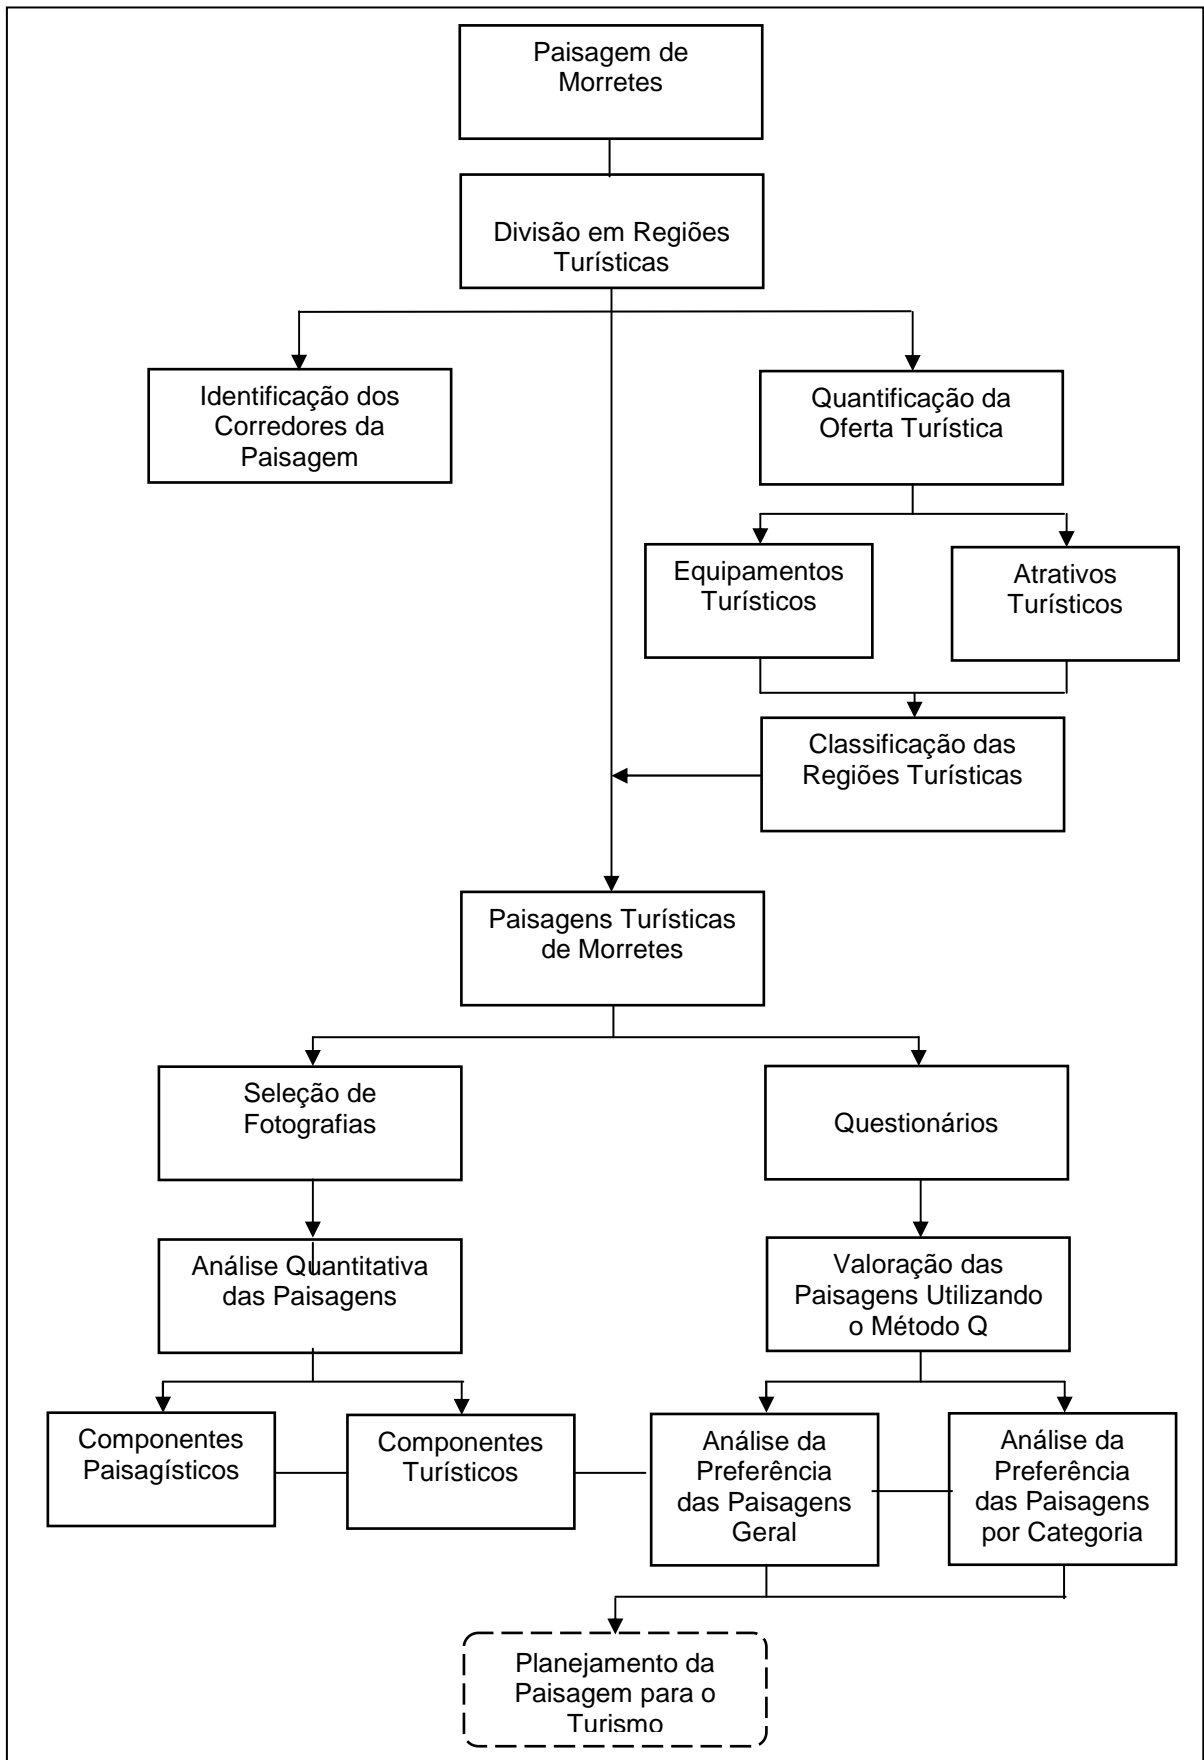 Paisagem de
Morretes
Divisão em Regiões
Turísticas
Identificação dos
Corredores da
Paisagem
Quantificação da
Oferta Turística
Equipamentos
Turísticos
Atrativos
Turísticos
Classificação das
Regiões Turísticas
Paisagens Turísticas
de Morretes
Seleção de
Fotografias
Questionários
Análise Quantitativa
das Paisagens
Valoração das
Paisagens Utilizando
o Método Q
Componentes
Paisagísticos
Componentes
Turísticos
Análise da
Preferência
das Paisagens
Geral
Análise da
Preferência
das Paisagens
por Categoria
Planejamento da
Paisagem para o
Turismo